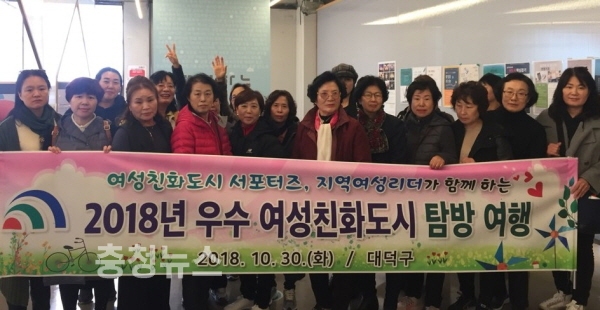 여성친화도시 서포터즈, 지역여성리더가 함께 하는
2018년 우수 여성친화도시 탐방 여행
2018. 10. 30.(화) / 대덕구
충청뉴스